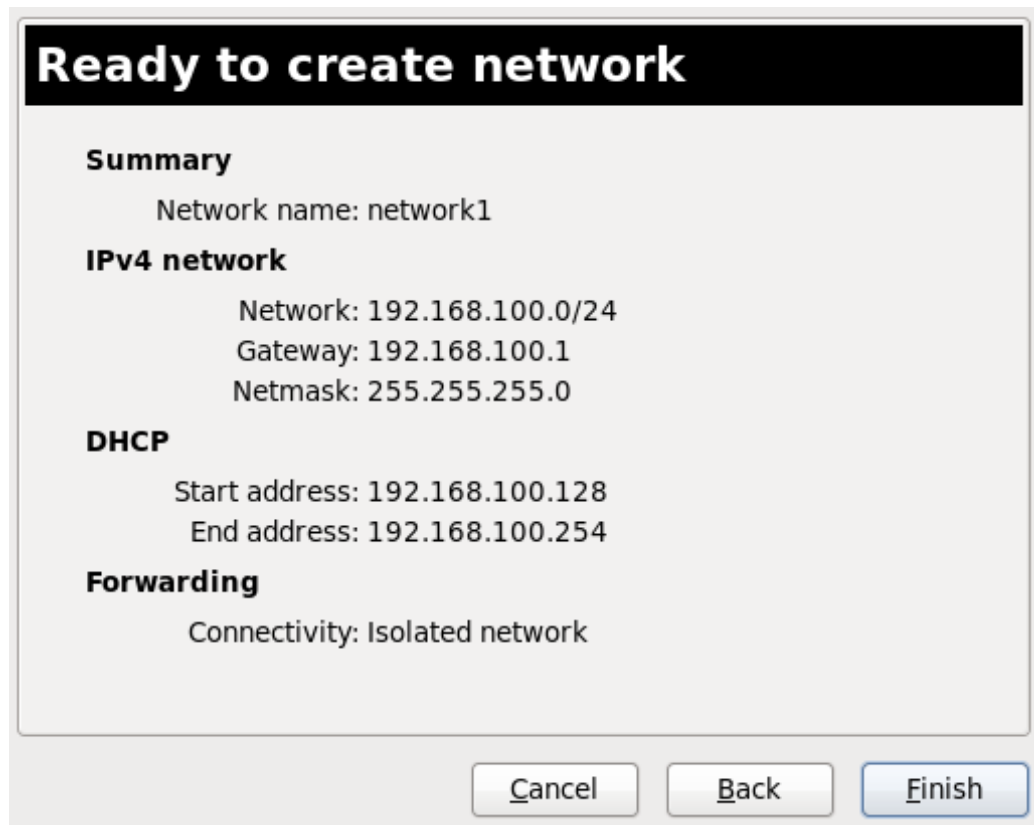 Ready to create network
Summary
Network name: network1
IPv4 network
Network: 192.168.100.0/24
Gateway: 192.168.100.1
Netmask: 255.255.255.0
DHCP
Start address: 192.168.100.128
End address: 192.168.100.254
Forwarding
Connectivity: Isolated network
Cancel Back Finish